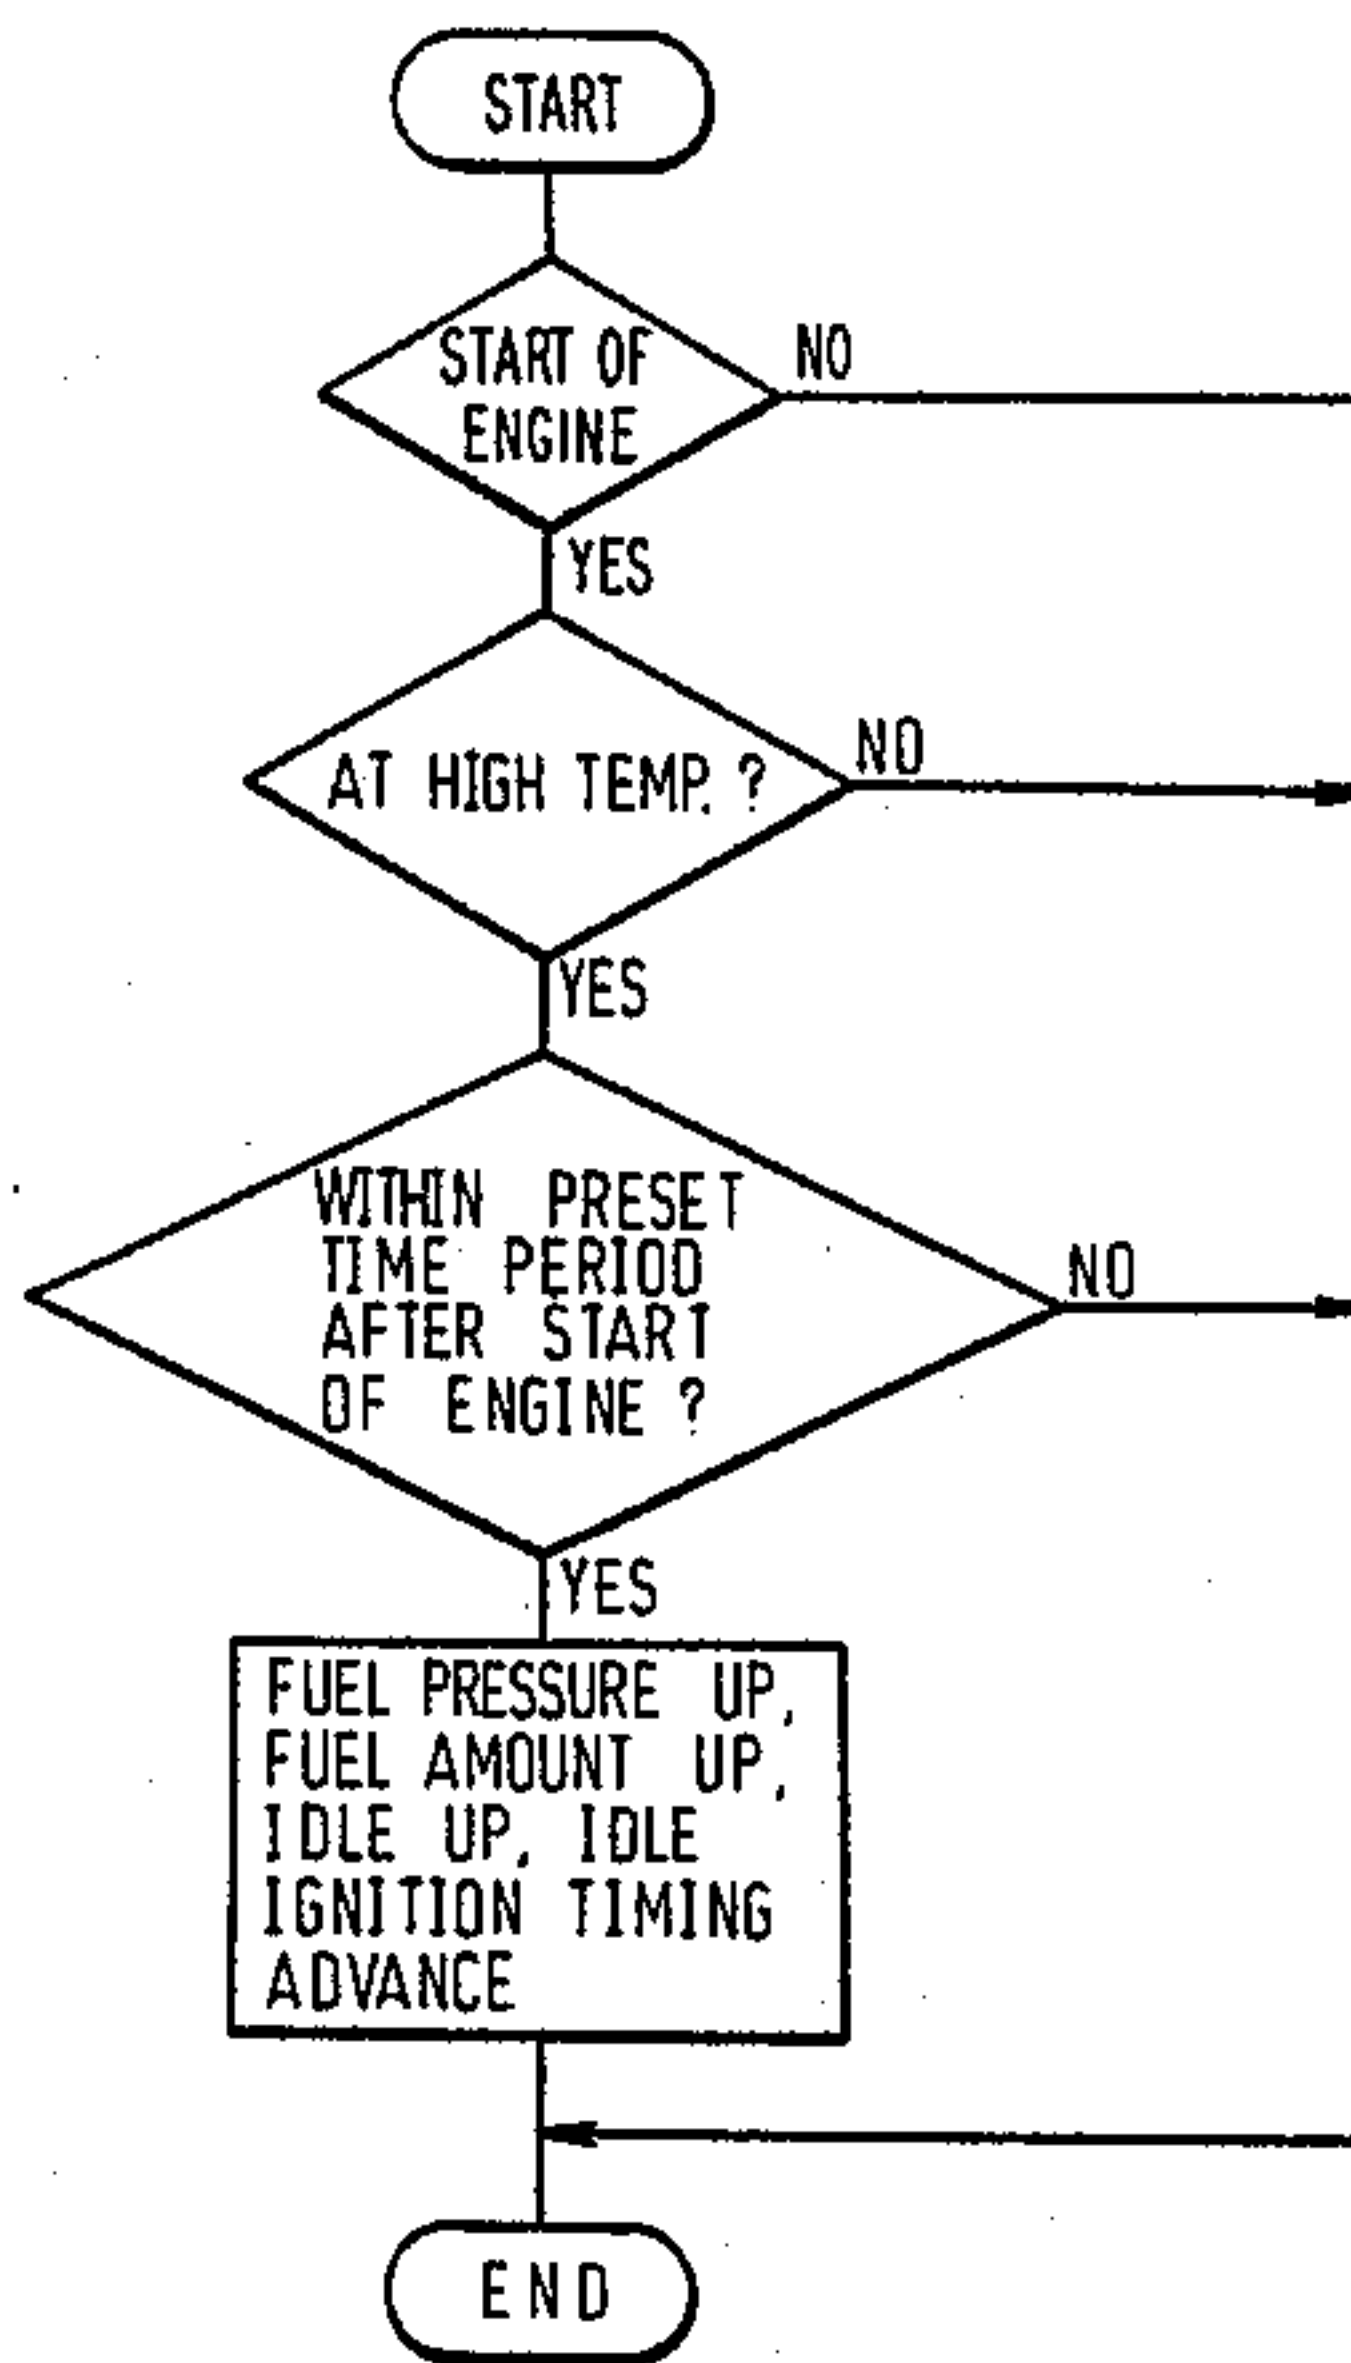 START
START OF
ENGINE
NO
YES
AT HIGH TEMP. ?
NO
YES
WITHIN PRESET
TIME PERIOD
AFTER START
OF ENGINE ?
NO
YES
FUEL PRESSURE UP,
FUEL AMOUNT UP,
IDLE UP, IDLE
IGNITION TIMING
ADVANCE
END